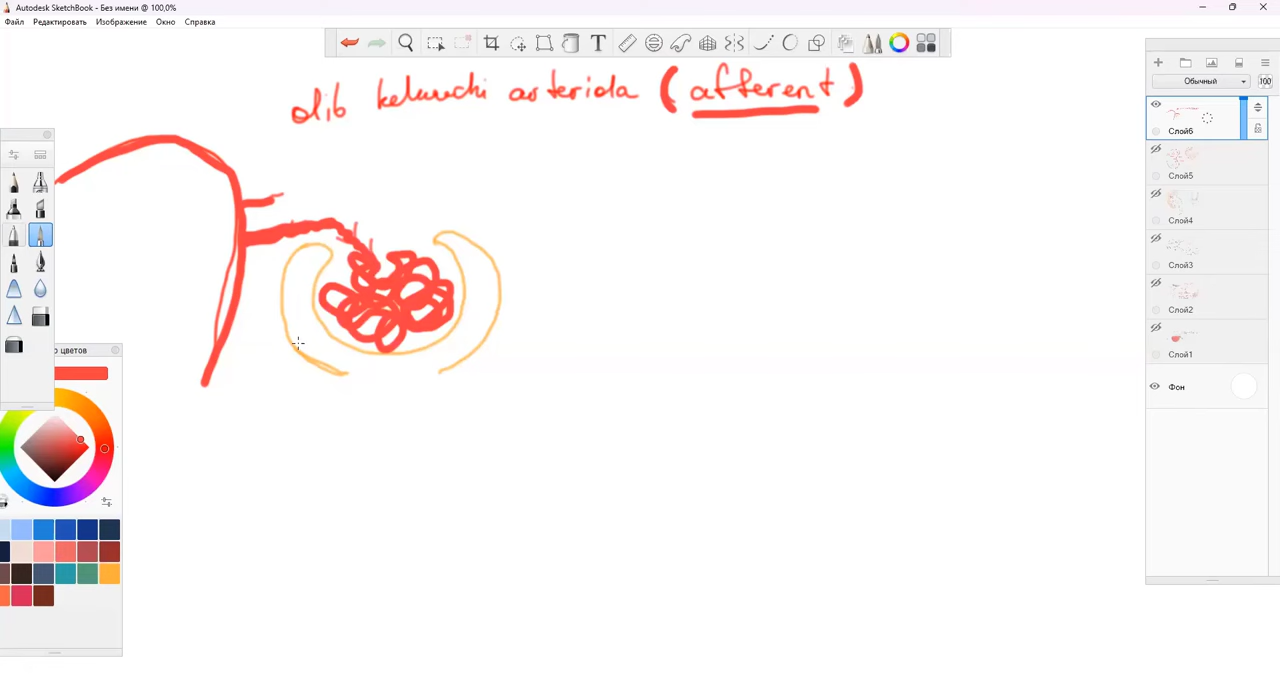 Autodesk SketchBook - Без имени @ 100,0%
Файл Редактировать Изображение Окно Справка
olib keluvchi arteriola (afferent)
Обычный 100
Слой6
Слой5
Слой4
Слой3
Слой2
Слой1
Фон
о цветов